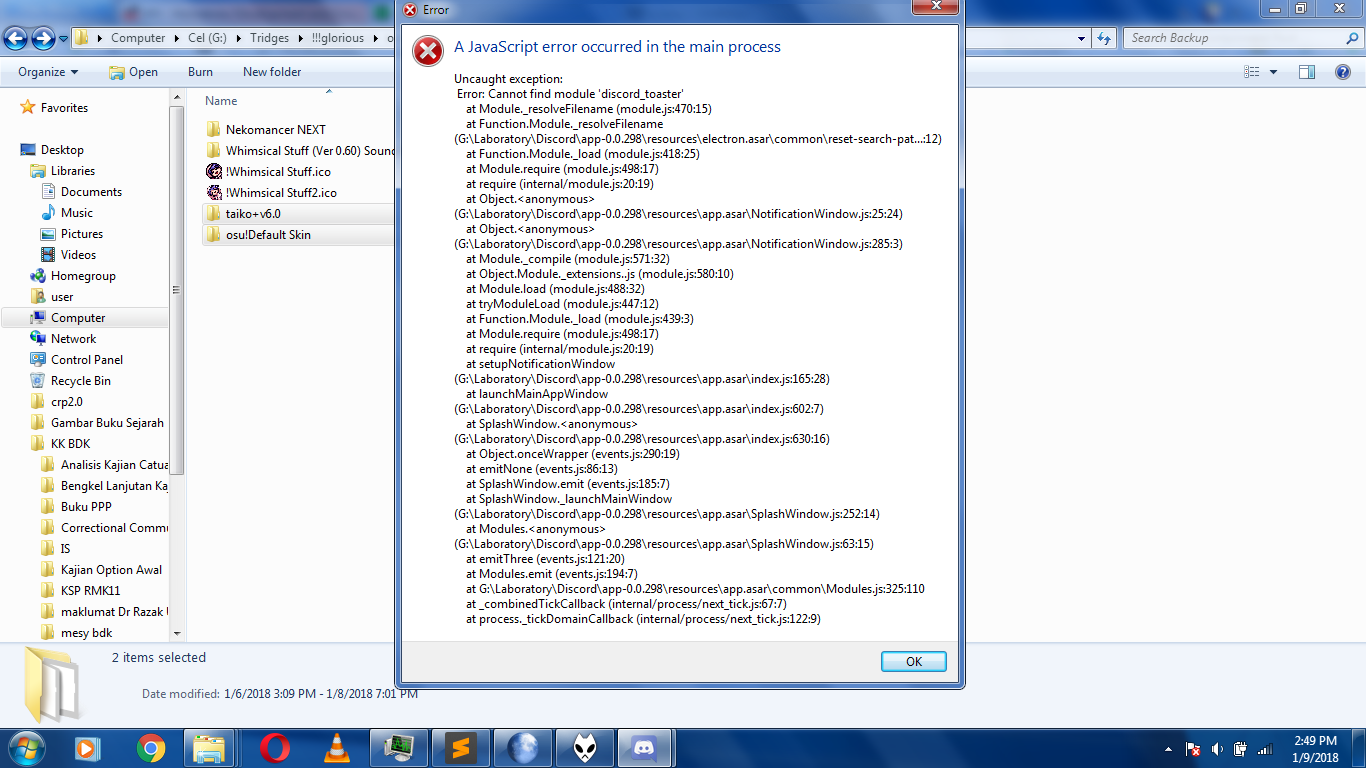 Error
Computer
Cel (G:)
Tridges
!!!glorious
Search Backup
Organize
Open
Burn
New folder
Favorites
Desktop
Libraries
Documents
Music
Pictures
Videos
Homegroup
user
Computer
Network
Control Panel
Recycle Bin
crp2.0
Gambar Buku Sejarah
KK BDK
Analisis Kajian Catua
Bengkel Lanjutan Ka
Buku PPP
Correctional Commu
IS
Kajian Option Awal
KSP RMK11
maklumat Dr Razak
mesy bdk
Name
Nekomancer NEXT
Whimsical Stuff (Ver 0.60) Soun
!Whimsical Stuff.ico
!Whimsical Stuff2.ico
taiko+v6.0
osu!Default Skin
A JavaScript error occurred in the main process
Uncaught exception:
Error: Cannot find module 'discord_toaster'
at Module._resolveFilename (module.js:470:15)
at Function.Module._resolveFilename
(G:\Laboratory\Discord\app-0.0.298\resources\electron.asar\common\reset-search-pat...:12)
at Function.Module._load (module.js:418:25)
at Module.require (module.js:498:17)
at require (internal/module.js:20:19)
at Object.<anonymous>
(G:\Laboratory\Discord\app-0.0.298\resources\app.asar\NotificationWindow.js:25:24)
at Object.<anonymous>
(G:\Laboratory\Discord\app-0.0.298\resources\app.asar\NotificationWindow.js:285:3)
at Module._compile (module.js:571:32)
at Object.Module._extensions..js (module.js:580:10)
at Module.load (module.js:488:32)
at tryModuleLoad (module.js:447:12)
at Function.Module._load (module.js:439:3)
at Module.require (module.js:498:17)
at require (internal/module.js:20:19)
at setupNotificationWindow
(G:\Laboratory\Discord\app-0.0.298\resources\app.asar\index.js:165:28)
at launchMainAppWindow
(G:\Laboratory\Discord\app-0.0.298\resources\app.asar\index.js:602:7)
at SplashWindow.<anonymous>
(G:\Laboratory\Discord\app-0.0.298\resources\app.asar\index.js:630:16)
at Object.onceWrapper (events.js:290:19)
at emitNone (events.js:86:13)
at SplashWindow.emit (events.js:185:7)
at SplashWindow._launchMainWindow
(G:\Laboratory\Discord\app-0.0.298\resources\app.asar\SplashWindow.js:252:14)
at Modules.<anonymous>
(G:\Laboratory\Discord\app-0.0.298\resources\app.asar\SplashWindow.js:63:15)
at emitThree (events.js:121:20)
at Modules.emit (events.js:194:7)
at G:\Laboratory\Discord\app-0.0.298\resources\app.asar\common\Modules.js:325:110
at _combinedTickCallback (internal/process/next_tick.js:67:7)
at process._tickDomainCallback (internal/process/next_tick.js:122:9)
OK
2 items selected
Date modified: 1/6/2018 3:09 PM - 1/8/2018 7:01 PM
2:49 PM
1/9/2018